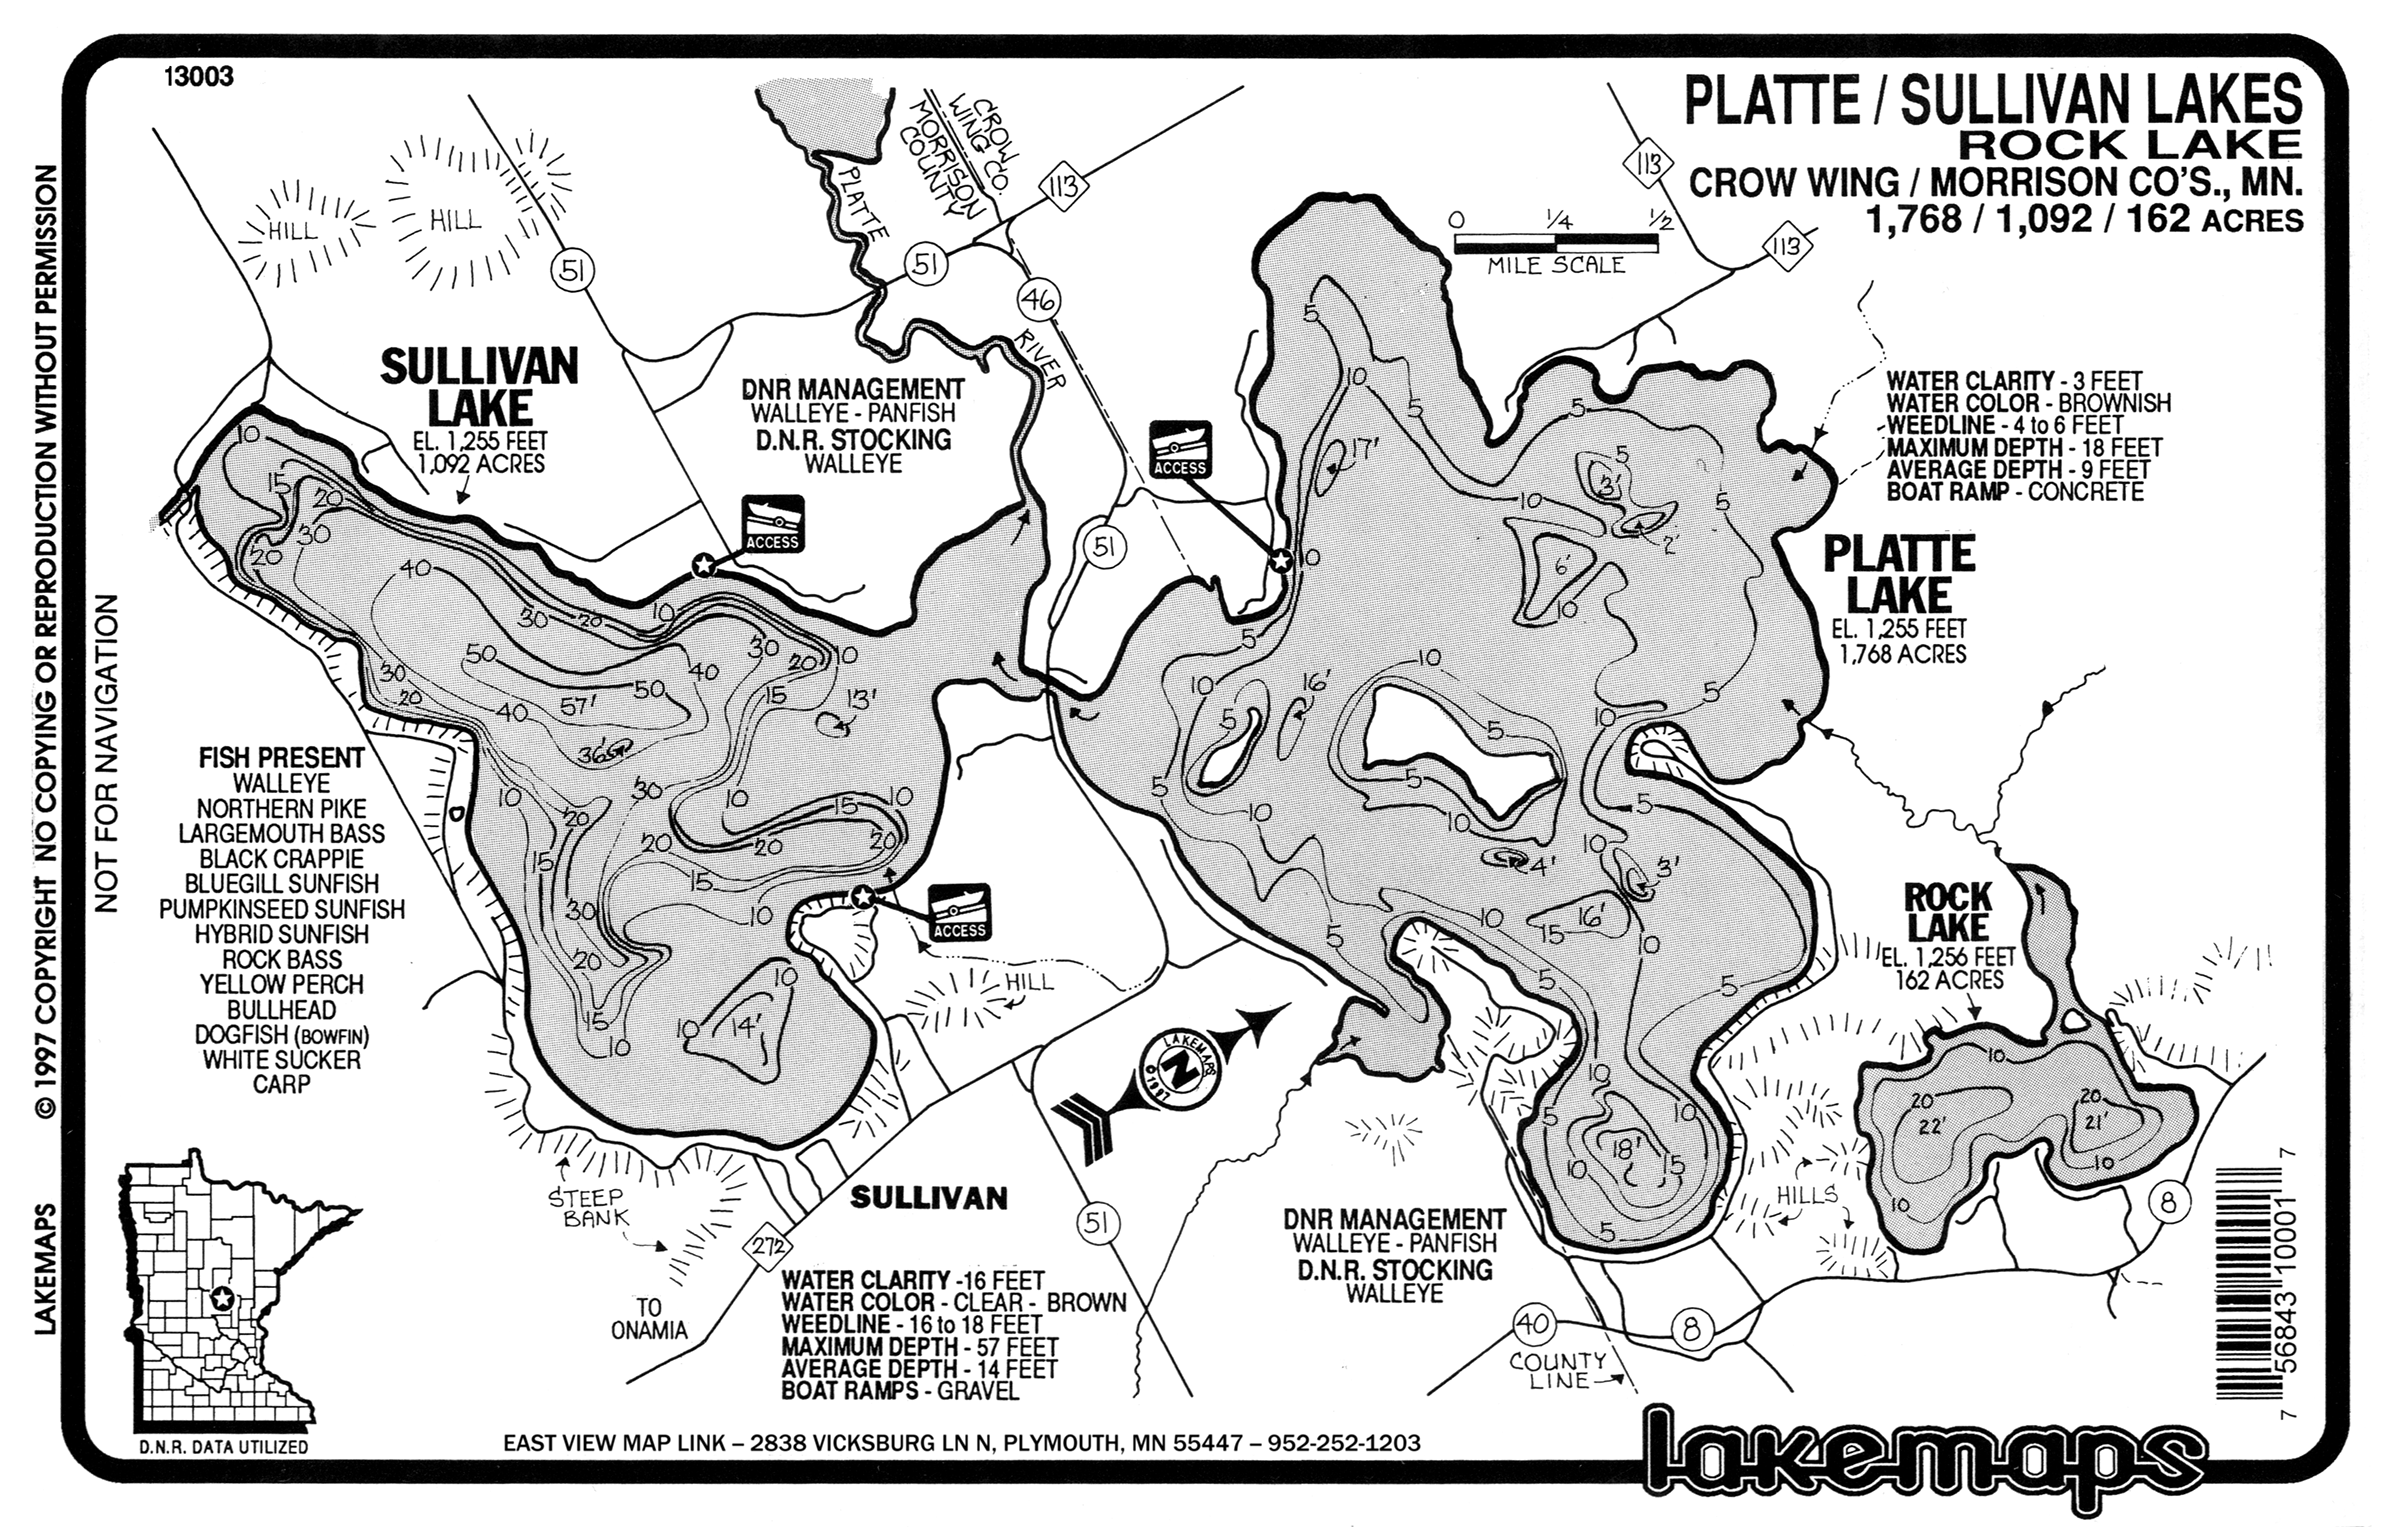 13003
PLATTE / SULLIVAN LAKES
ROCK LAKE
CROW WING / MORRISON CO'S., MN.
1,768 / 1,092 / 162 ACRES
0 1/4 1/2
MILE SCALE
CROW
WING CO.
MORRISON
COUNTY
PLATTE
RIVER
HILL
HILL
51
51
113
113
113
46
51
SULLIVAN
LAKE
EL. 1,255 FEET
1,092 ACRES
DNR MANAGEMENT
WALLEYE - PANFISH
D.N.R. STOCKING
WALLEYE
ACCESS
ACCESS
ACCESS
WATER CLARITY - 3 FEET
WATER COLOR - BROWNISH
WEEDLINE - 4 to 6 FEET
MAXIMUM DEPTH - 18 FEET
AVERAGE DEPTH - 9 FEET
BOAT RAMP - CONCRETE
PLATTE
LAKE
EL. 1,255 FEET
1,768 ACRES
10
15
20
30
20
40
30
20
10
50
30
20
10
30
20
40
57'
50
40
15
13'
36'
10
20
30
10
15
10
15
20
20
20
15
30
10
20
15
10
10
10
14'
5
10
5
17'
5
5
3'
5
10
2'
6'
10
10
5
10
5
16'
10
5
5
10
5
5
5
10
10
10
4'
3'
10
16'
15
10
5
5
5
10
5
10
18'
10
15
5
FISH PRESENT
WALLEYE
NORTHERN PIKE
LARGEMOUTH BASS
BLACK CRAPPIE
BLUEGILL SUNFISH
PUMPKINSEED SUNFISH
HYBRID SUNFISH
ROCK BASS
YELLOW PERCH
BULLHEAD
DOGFISH (BOWFIN)
WHITE SUCKER
CARP
ROCK
LAKE
EL. 1,256 FEET
162 ACRES
10
20
22'
20
21'
10
10
HILLS
HILL
LAKEMAPS
N
©1997
STEEP
BANK
272
TO
ONAMIA
51
8
8
40
COUNTY
LINE
SULLIVAN
WATER CLARITY -16 FEET
WATER COLOR - CLEAR - BROWN
WEEDLINE - 16 to 18 FEET
MAXIMUM DEPTH - 57 FEET
AVERAGE DEPTH - 14 FEET
BOAT RAMPS - GRAVEL
DNR MANAGEMENT
WALLEYE - PANFISH
D.N.R. STOCKING
WALLEYE
D.N.R. DATA UTILIZED
EAST VIEW MAP LINK – 2838 VICKSBURG LN N, PLYMOUTH, MN 55447 – 952-252-1203
lakemaps
7 56843 10001 7
LAKEMAPS © 1997 COPYRIGHT NO COPYING OR REPRODUCTION WITHOUT PERMISSION
NOT FOR NAVIGATION